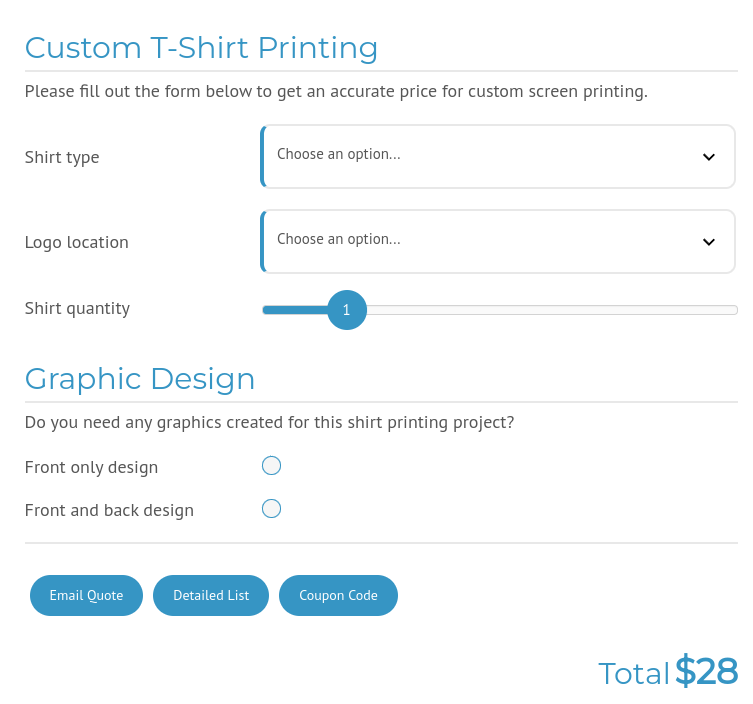 Custom T-Shirt Printing
Please fill out the form below to get an accurate price for custom screen printing.
Shirt type
Choose an option...
Logo location
Choose an option...
Shirt quantity
1
Graphic Design
Do you need any graphics created for this shirt printing project?
Front only design
Front and back design
Email Quote
Detailed List
Coupon Code
Total $28